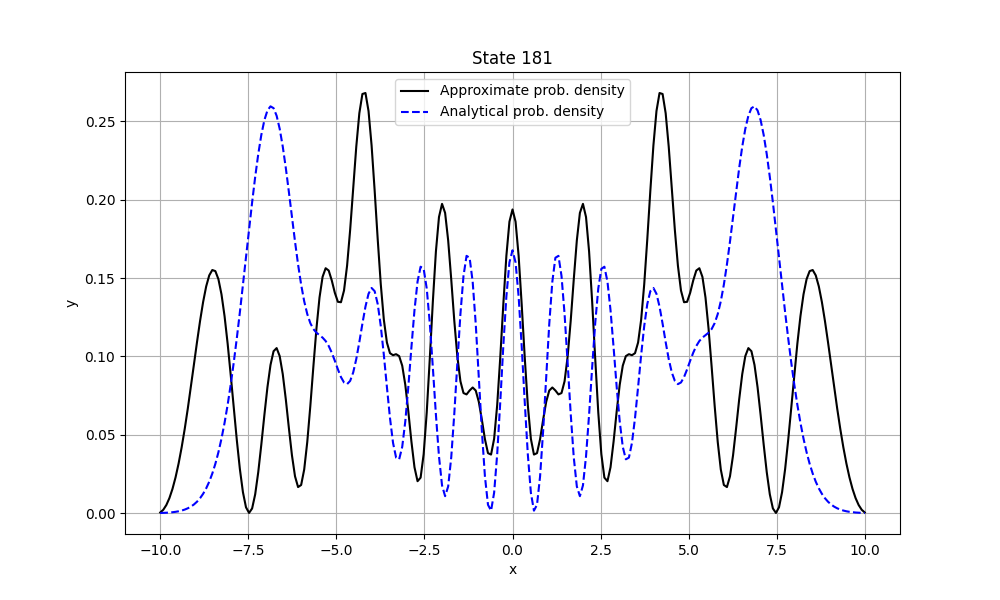 State 181
Approximate prob. density
Analytical prob. density
y
0.25
0.20
0.15
0.10
0.05
0.00
−10.0 −7.5 −5.0 −2.5 0.0 2.5 5.0 7.5 10.0
x